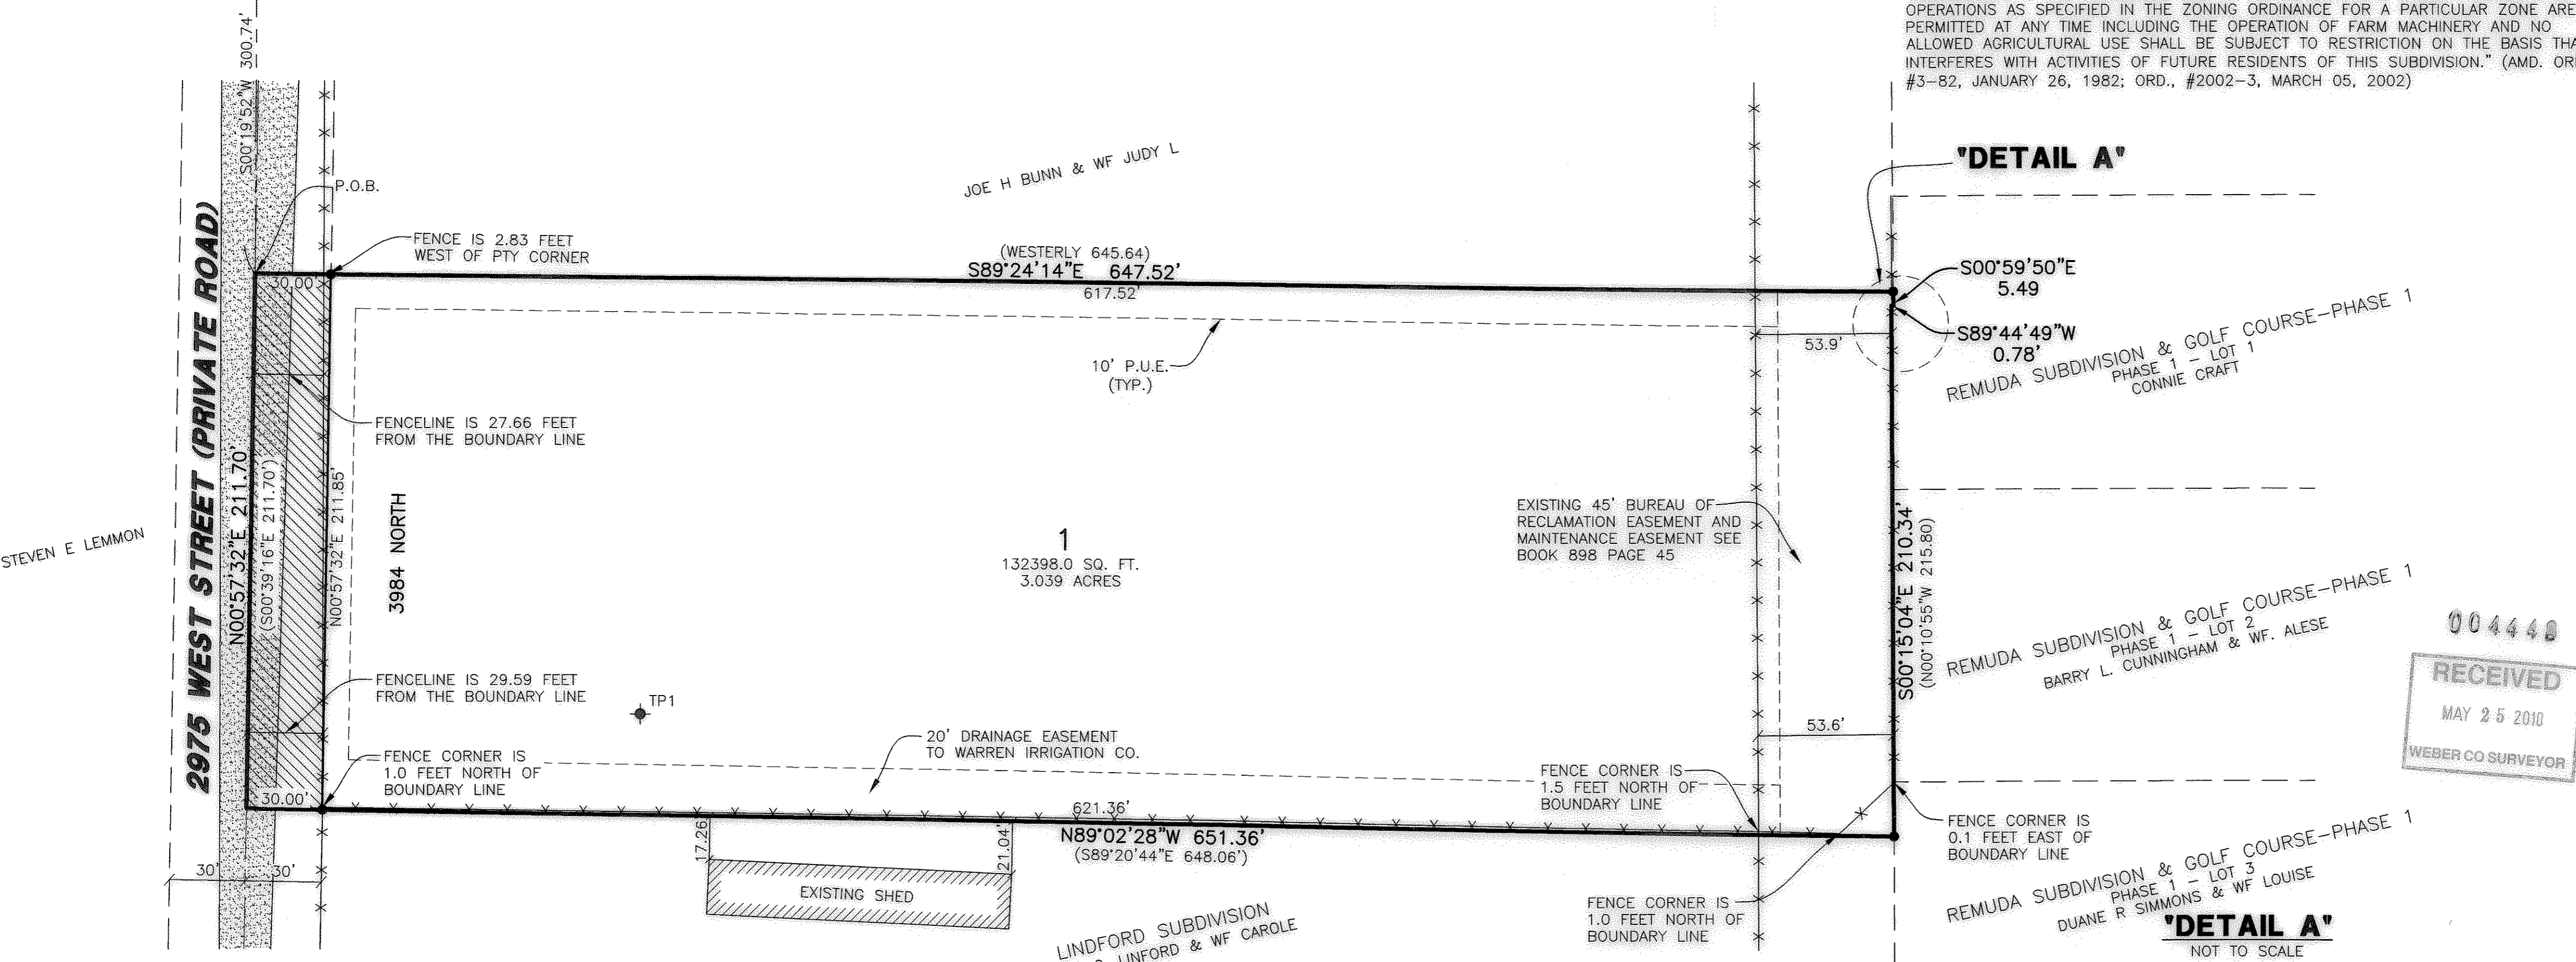 OPERATIONS AS SPECIFIED IN THE ZONING ORDINANCE FOR A PARTICULAR ZONE ARE
PERMITTED AT ANY TIME INCLUDING THE OPERATION OF FARM MACHINERY AND NO
ALLOWED AGRICULTURAL USE SHALL BE SUBJECT TO RESTRICTION ON THE BASIS THA
INTERFERES WITH ACTIVITIES OF FUTURE RESIDENTS OF THIS SUBDIVISION." (AMD. OR
#3-82, JANUARY 26, 1982; ORD., #2002-3, MARCH 05, 2002)
S00°19'52"W 300.74'
P.O.B.
JOE H BUNN & WF JUDY L
"DETAIL A"
FENCE IS 2.83 FEET
WEST OF PTY CORNER
(WESTERLY 645.64)
S89°24'14"E 647.52'
617.52'
30.00'
S00°59'50"E
5.49
S89°44'49"W
0.78'
53.9'
10' P.U.E.
(TYP.)
REMUDA SUBDIVISION & GOLF COURSE-PHASE 1
PHASE 1 - LOT 1
CONNIE CRAFT
2975 WEST STREET (PRIVATE ROAD)
FENCELINE IS 27.66 FEET
FROM THE BOUNDARY LINE
N00°57'32"E 211.70'
(S00°39'16"E 211.70')
N00°57'32"E 211.85'
3984 NORTH
STEVEN E LEMMON
1
132398.0 SQ. FT.
3.039 ACRES
EXISTING 45' BUREAU OF
RECLAMATION EASEMENT AND
MAINTENANCE EASEMENT SEE
BOOK 898 PAGE 45
S00°15'04"E 210.34'
(N00°10'55"W 215.80)
REMUDA SUBDIVISION & GOLF COURSE-PHASE 1
PHASE 1 - LOT 2
BARRY L. CUNNINGHAM & WF. ALESE
RECEIVED
MAY 25 2010
WEBER CO SURVEYOR
FENCELINE IS 29.59 FEET
FROM THE BOUNDARY LINE
TP1
20' DRAINAGE EASEMENT
TO WARREN IRRIGATION CO.
53.6'
FENCE CORNER IS
1.0 FEET NORTH OF
BOUNDARY LINE
FENCE CORNER IS
1.5 FEET NORTH OF
BOUNDARY LINE
30.00'
621.36'
N89°02'28"W 651.36'
(S89°20'44"E 648.06')
17.26'
21.04'
EXISTING SHED
30'
30'
FENCE CORNER IS
0.1 FEET EAST OF
BOUNDARY LINE
FENCE CORNER IS
1.0 FEET NORTH OF
BOUNDARY LINE
REMUDA SUBDIVISION & GOLF COURSE-PHASE 1
PHASE 1 - LOT 3
DUANE R SIMMONS & WF LOUISE
LINDFORD SUBDIVISION
LINFORD & WF CAROLE
"DETAIL A"
NOT TO SCALE